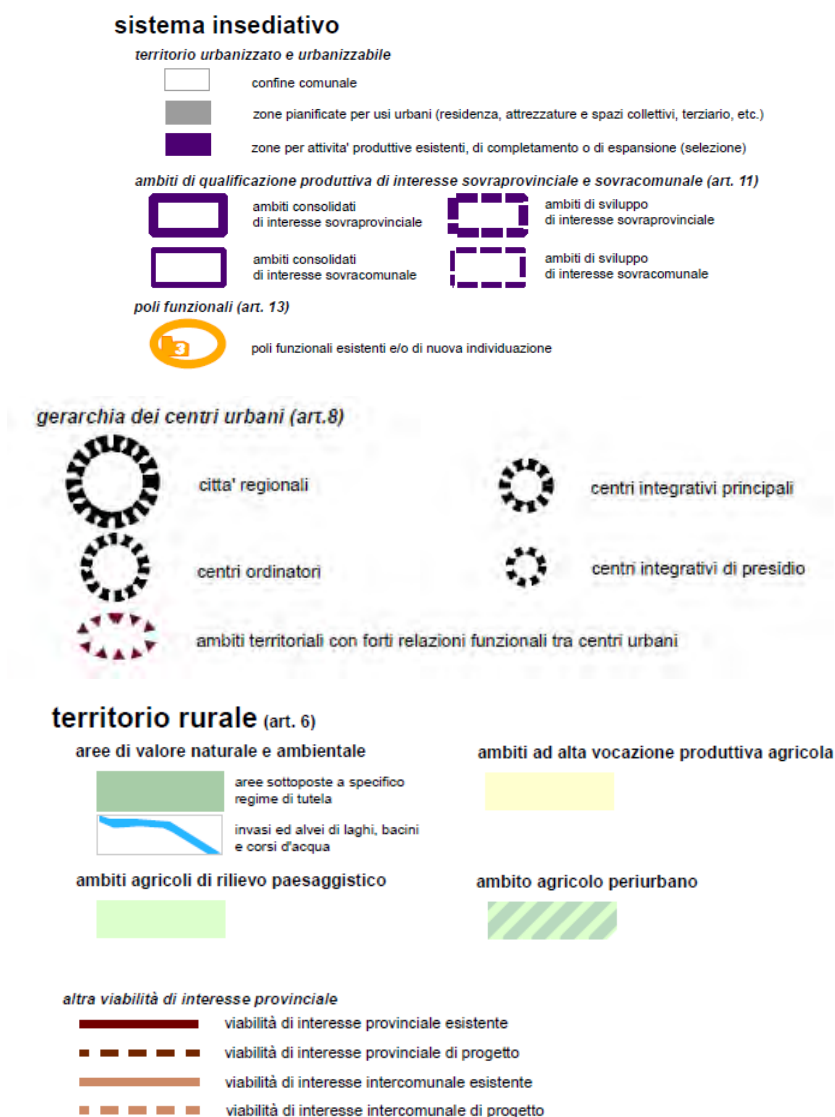 sistema insediativo
territorio urbanizzato e urbanizzabile
confine comunale
zone pianificate per usi urbani (residenza, attrezzature e spazi collettivi, terziario, etc.)
zone per attivita' produttive esistenti, di completamento o di espansione (selezione)
ambiti di qualificazione produttiva di interesse sovraprovinciale e sovracomunale (art. 11)
ambiti consolidati
di interesse sovraprovinciale
ambiti di sviluppo
di interesse sovraprovinciale
ambiti consolidati
di interesse sovracomunale
ambiti di sviluppo
di interesse sovracomunale
poli funzionali (art. 13)
3
poli funzionali esistenti e/o di nuova individuazione
gerarchia dei centri urbani (art.8)
citta' regionali
centri integrativi principali
centri ordinatori
centri integrativi di presidio
ambiti territoriali con forti relazioni funzionali tra centri urbani
territorio rurale (art. 6)
aree di valore naturale e ambientale
ambiti ad alta vocazione produttiva agricola
aree sottoposte a specifico
regime di tutela
invasi ed alvei di laghi, bacini
e corsi d'acqua
ambiti agricoli di rilievo paesaggistico
ambito agricolo periurbano
altra viabilità di interesse provinciale
viabilità di interesse provinciale esistente
viabilità di interesse provinciale di progetto
viabilità di interesse intercomunale esistente
viabilità di interesse intercomunale di progetto